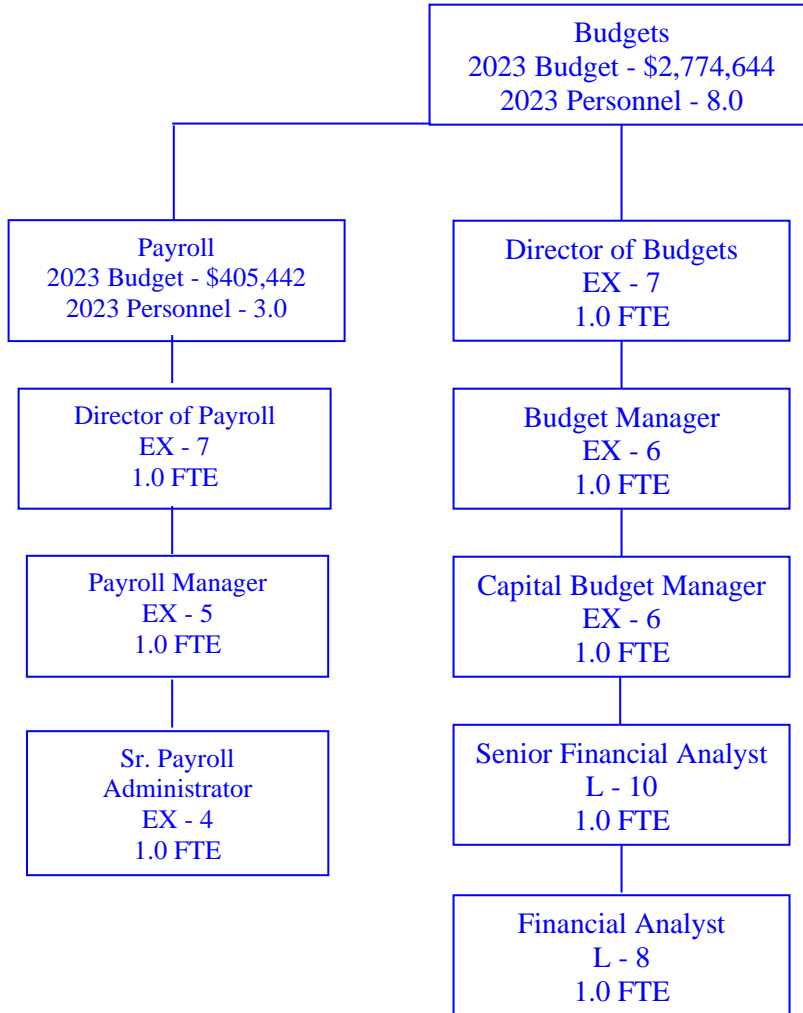 Budgets
2023 Budget - $2,774,644
2023 Personnel - 8.0
Payroll
2023 Budget - $405,442
2023 Personnel - 3.0
Director of Payroll
EX - 7
1.0 FTE
Payroll Manager
EX - 5
1.0 FTE
Sr. Payroll
Administrator
EX - 4
1.0 FTE
Director of Budgets
EX - 7
1.0 FTE
Budget Manager
EX - 6
1.0 FTE
Capital Budget Manager
EX - 6
1.0 FTE
Senior Financial Analyst
L - 10
1.0 FTE
Financial Analyst
L - 8
1.0 FTE